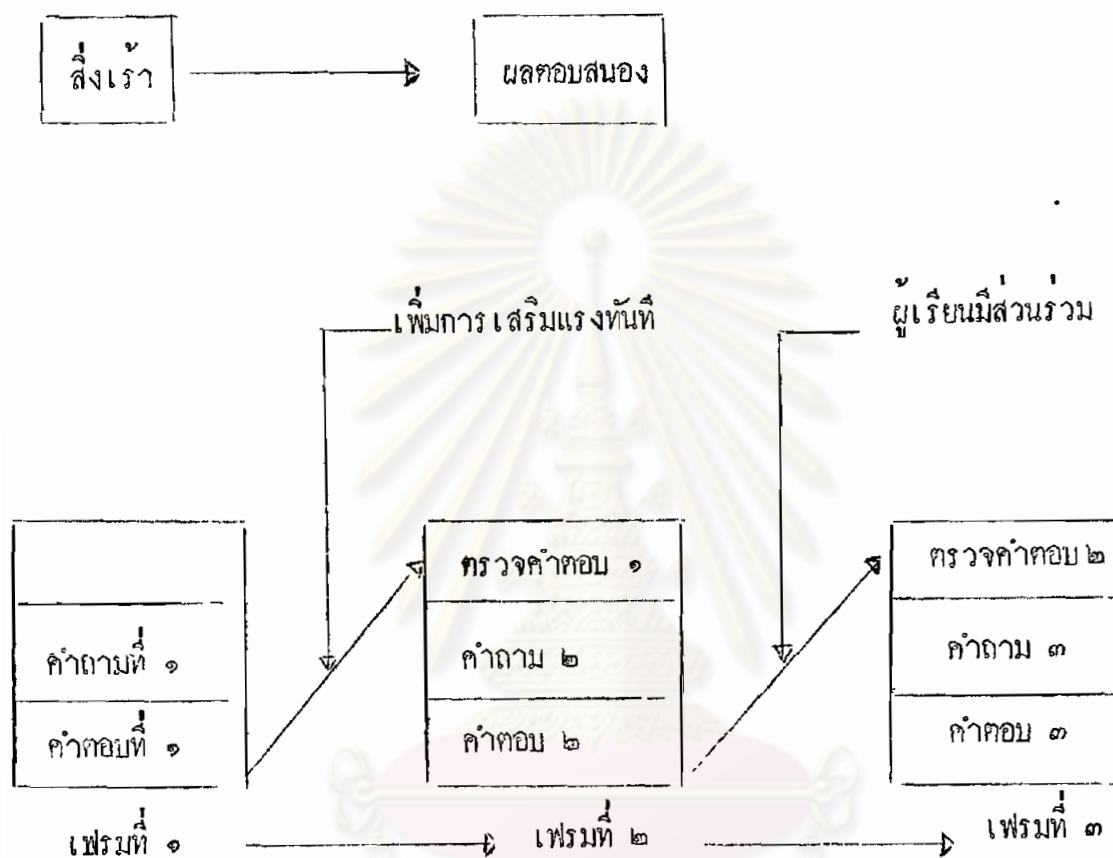 สิ่งเร้า ผลตอบสนอง
เพิ่มการเสริมแรงทันที ผู้เรียนมีส่วนร่วม
ตรวจคำตอบ ๑ ตรวจคำตอบ ๒
คำถามที่ ๑ คำถาม ๒ คำถาม ๓
คำตอบที่ ๑ คำตอบ ๒ คำตอบ ๓
เฟรมที่ ๑ เฟรมที่ ๒ เฟรมที่ ๓